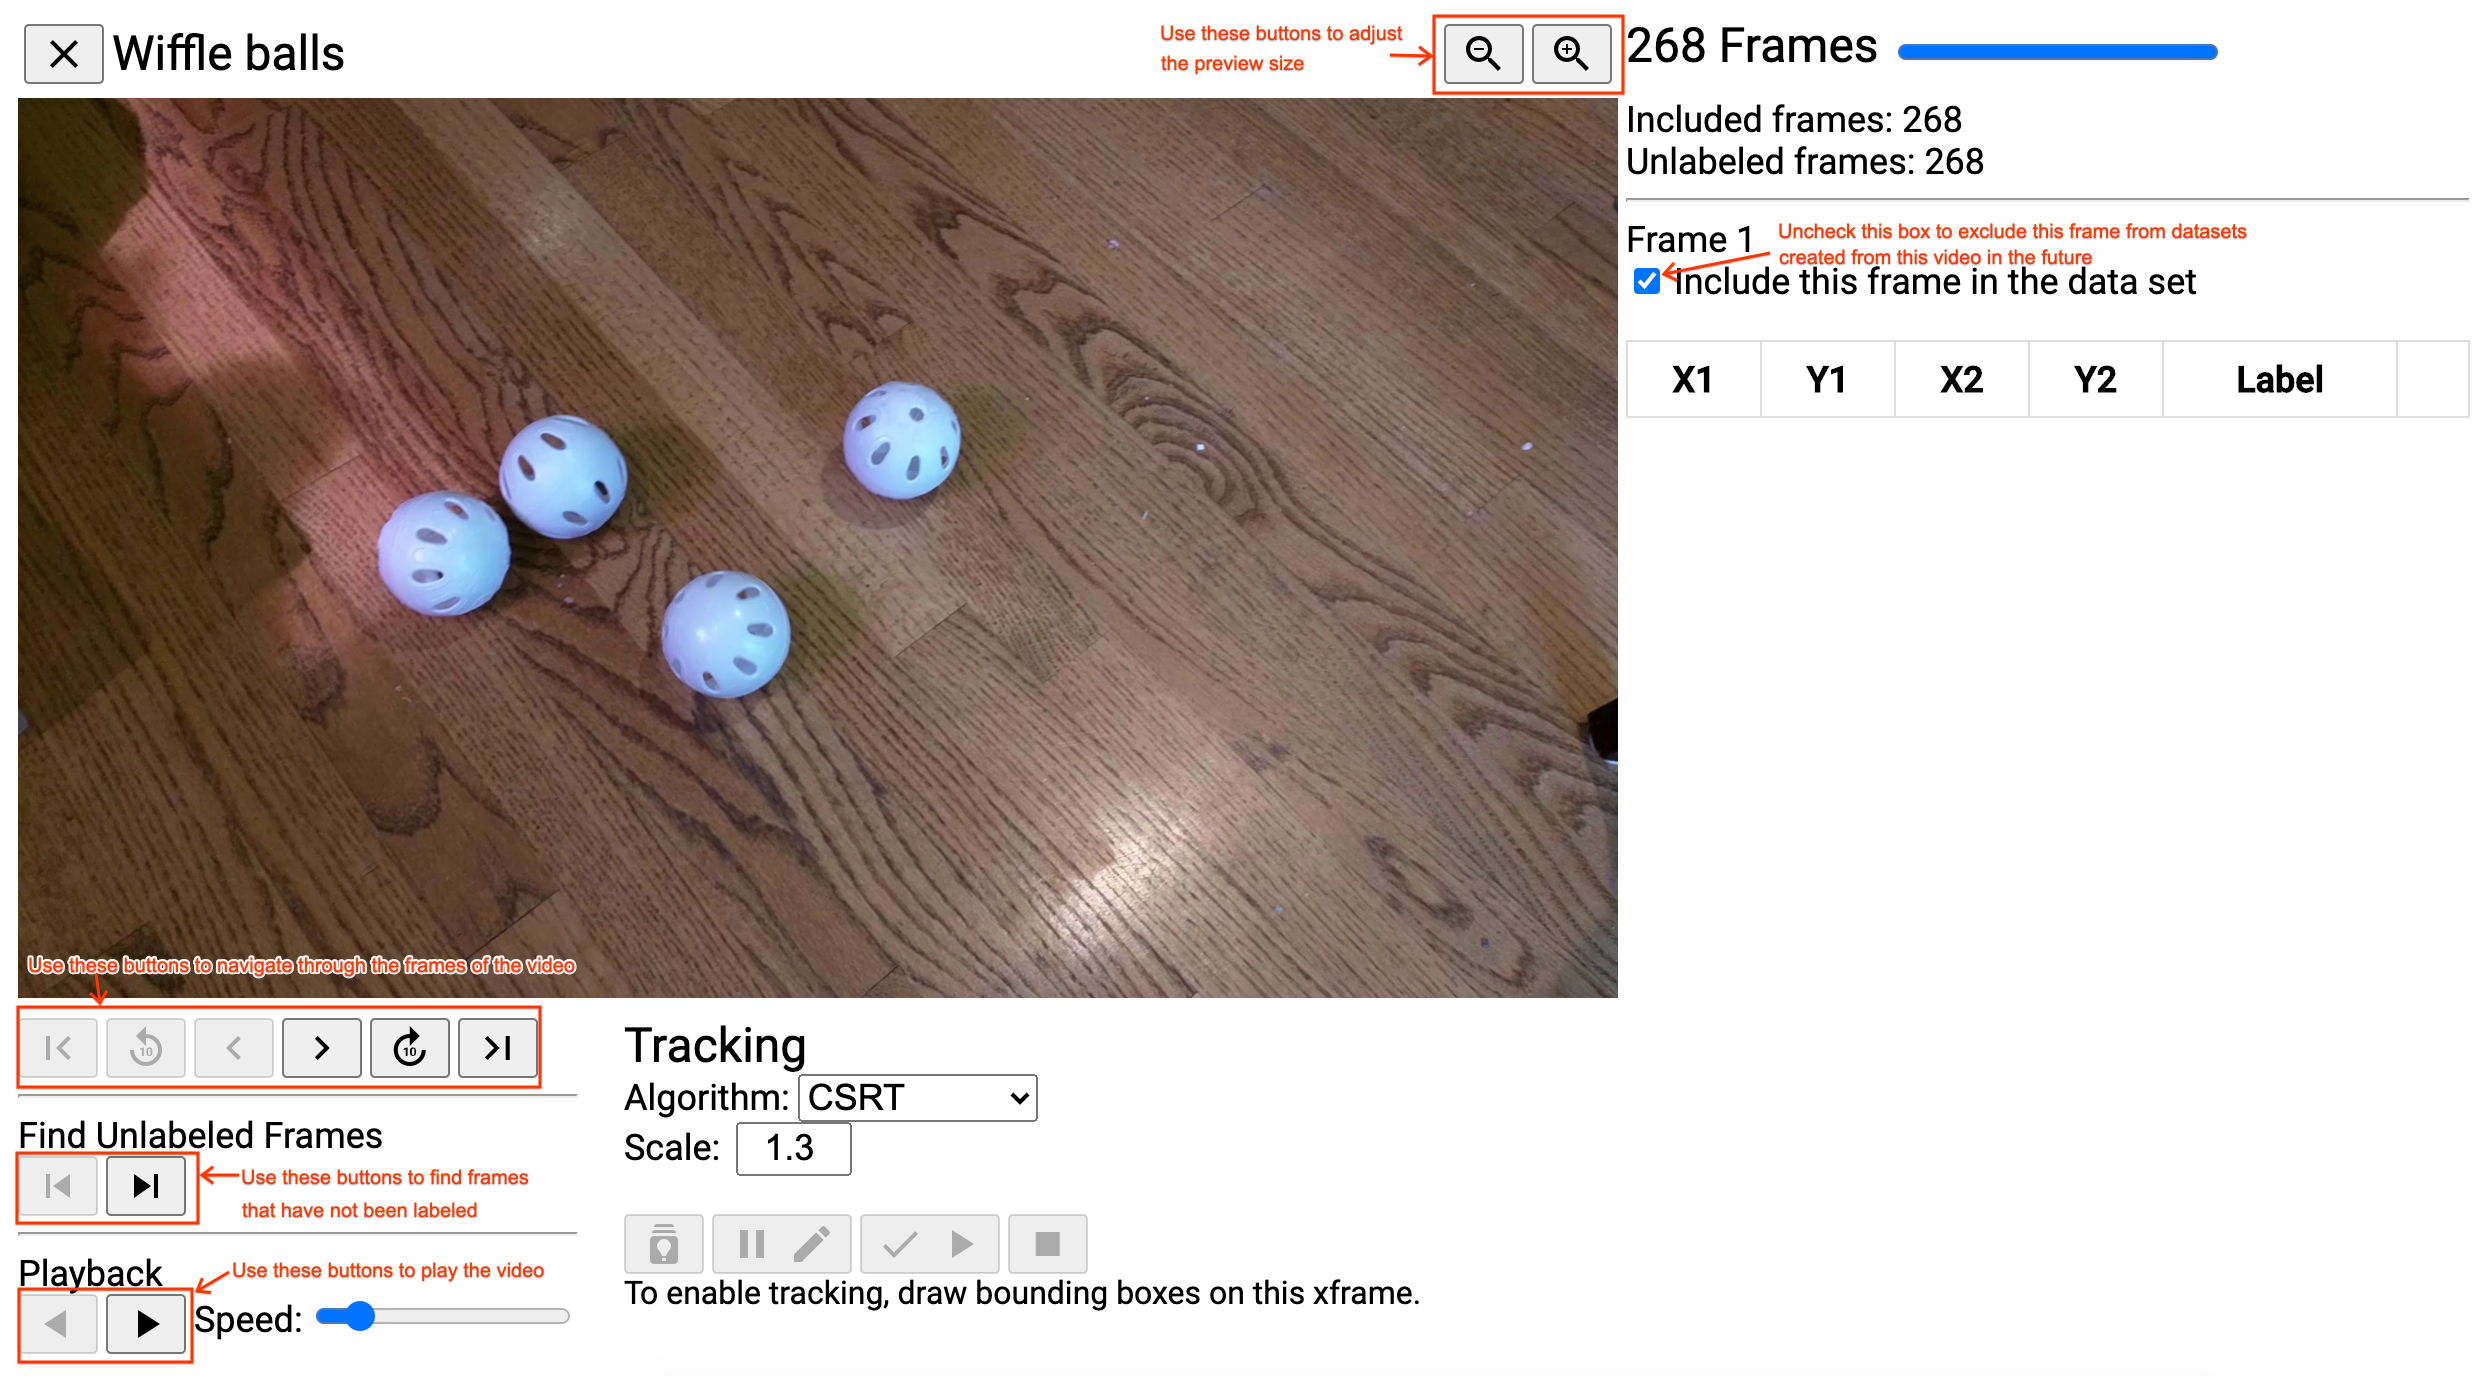 Wiffle balls
Use these buttons to adjust
the preview size
268 Frames
Included frames: 268
Unlabeled frames: 268
Frame 1
Uncheck this box to exclude this frame from datasets
created from this video in the future
Include this frame in the data set
X1 Y1 X2 Y2 Label
Use these buttons to navigate through the frames of the video
10 10
Find Unlabeled Frames
Use these buttons to find frames
that have not been labeled
Playback
Use these buttons to play the video
Speed:
Tracking
Algorithm: CSRT
Scale: 1.3
To enable tracking, draw bounding boxes on this xframe.